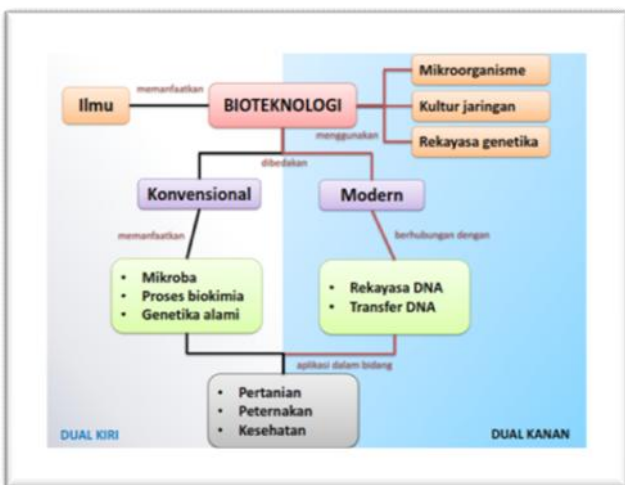 Mikroorganisme
memanfaatkan
Ilmu
BIOTEKNOLOGI
Kultur jaringan
menggunakan
Rekayasa genetika
dibedakan
Konvensional
Modern
memanfaatkan
berhubungan dengan
• Mikroba
• Proses biokimia
• Genetika alami
• Rekayasa DNA
• Transfer DNA
aplikasi dalam bidang
• Pertanian
• Peternakan
• Kesehatan
DUAL KIRI
DUAL KANAN